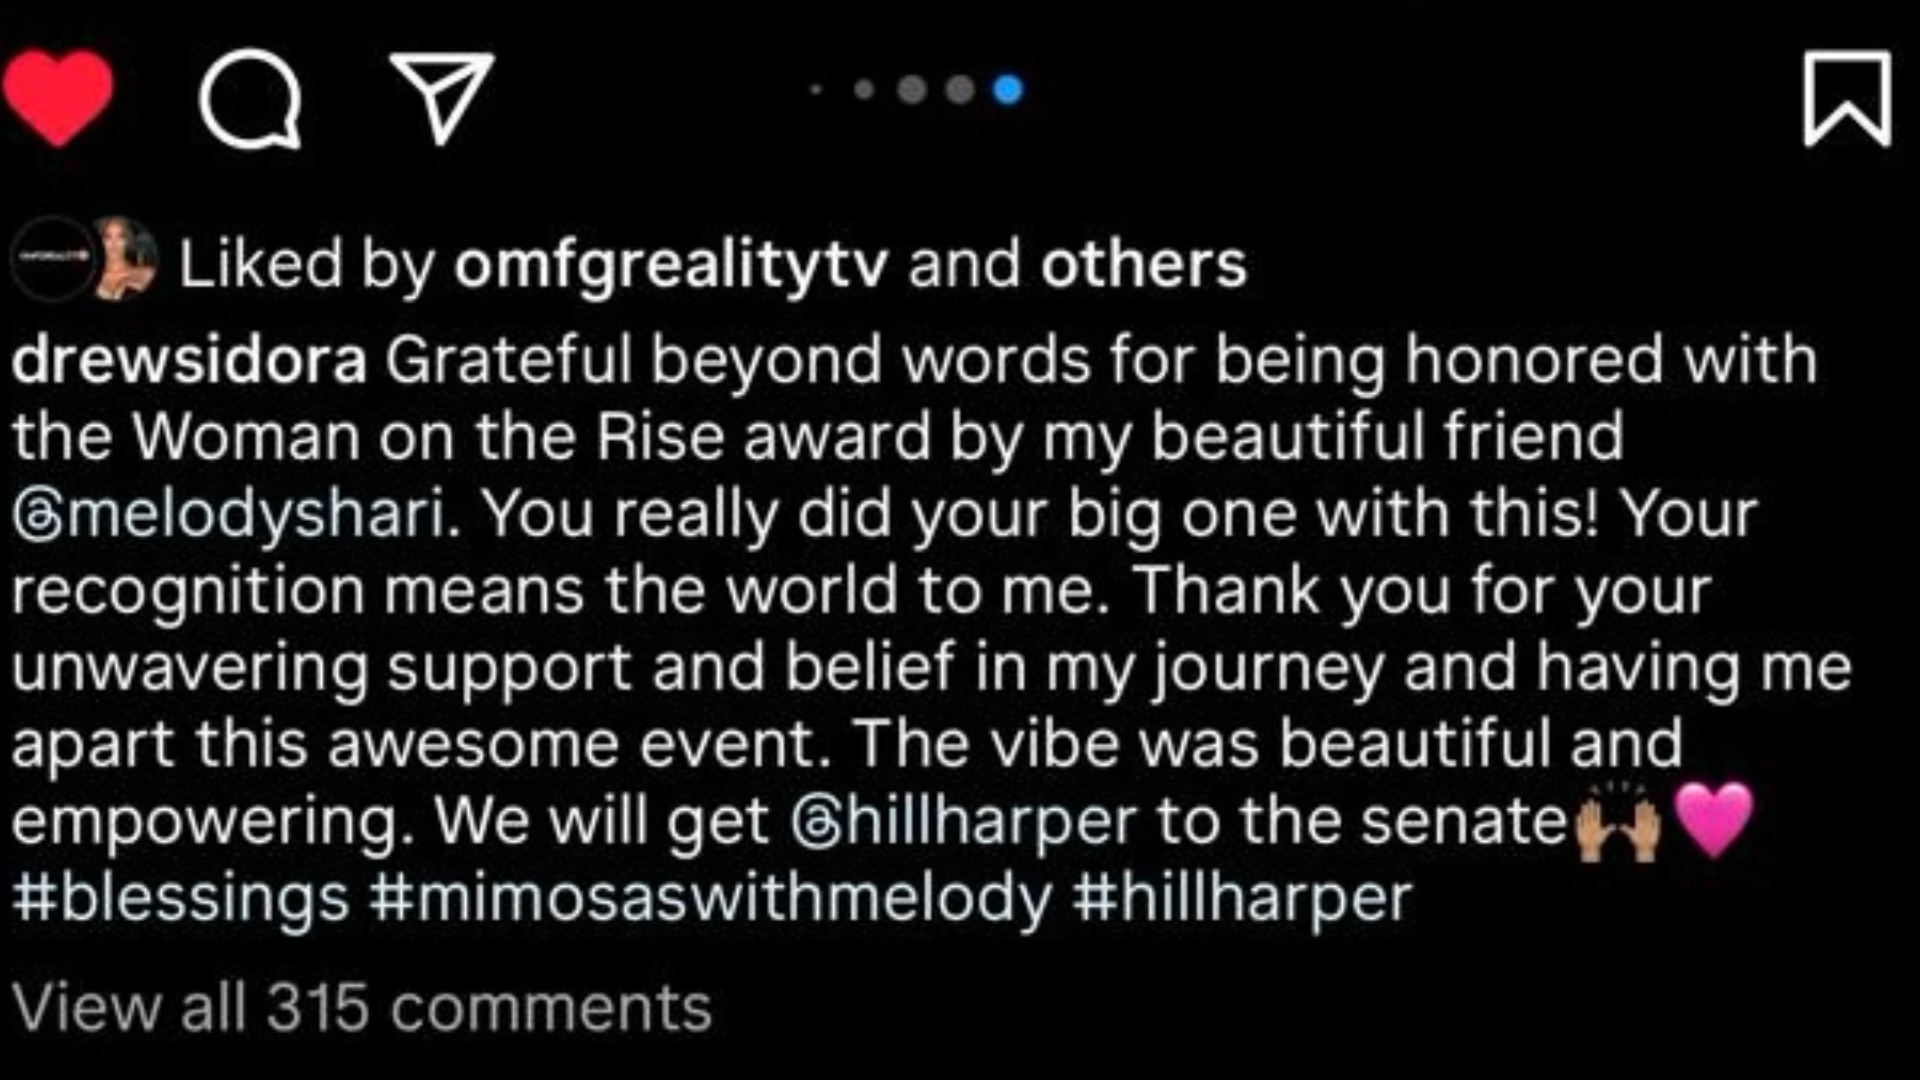 Liked by omfgrealitytv and others
drewsidora Grateful beyond words for being honored with
the Woman on the Rise award by my beautiful friend
@melodyshari. You really did your big one with this! Your
recognition means the world to me. Thank you for your
unwavering support and belief in my journey and having me
apart this awesome event. The vibe was beautiful and
empowering. We will get @hillharper to the senate🙌🏽🩷
#blessings #mimosaswithmelody #hillharper
View all 315 comments